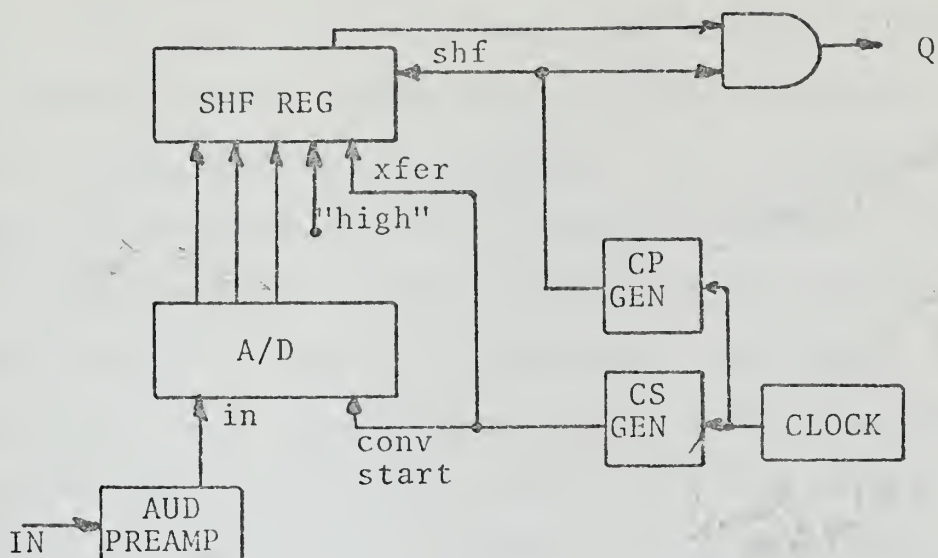 shf
Q
SHF REG
xfer
"high"
CP
GEN
A/D
in
CS
GEN
CLOCK
conv
start
AUD
PREAMP
IN